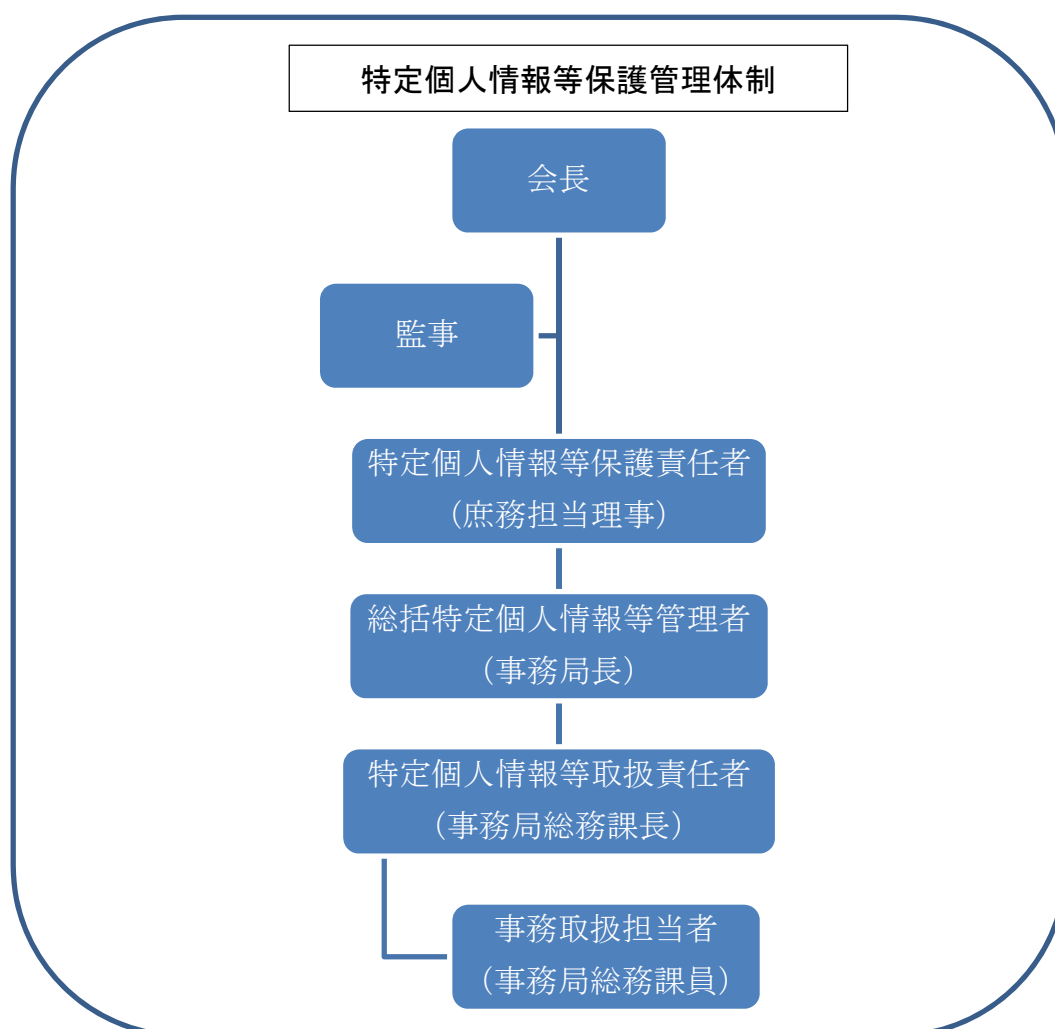 特定個人情報等保護管理体制
会長
監事
特定個人情報等保護責任者
（庶務担当理事）
総括特定個人情報等管理者
（事務局長）
特定個人情報等取扱責任者
（事務局総務課長）
事務取扱担当者
（事務局総務課員）